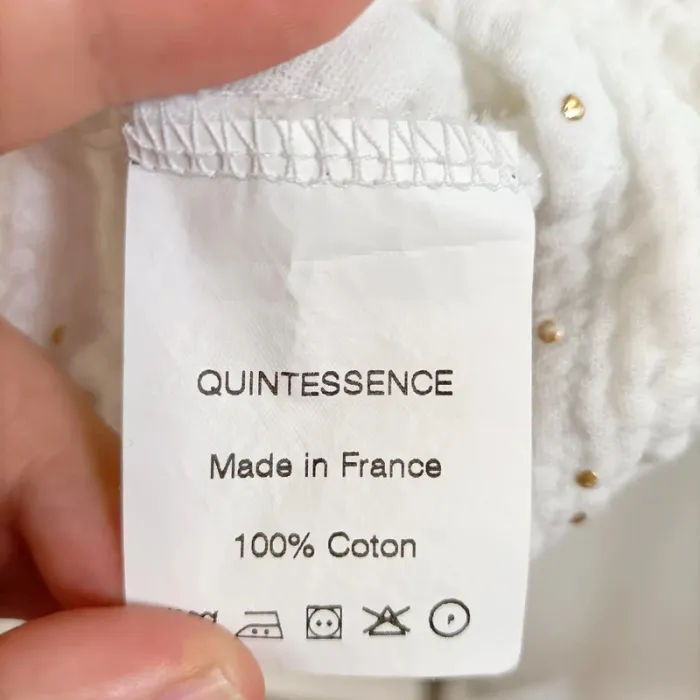 QUINTESSENCE
Made in France
100% Coton
P